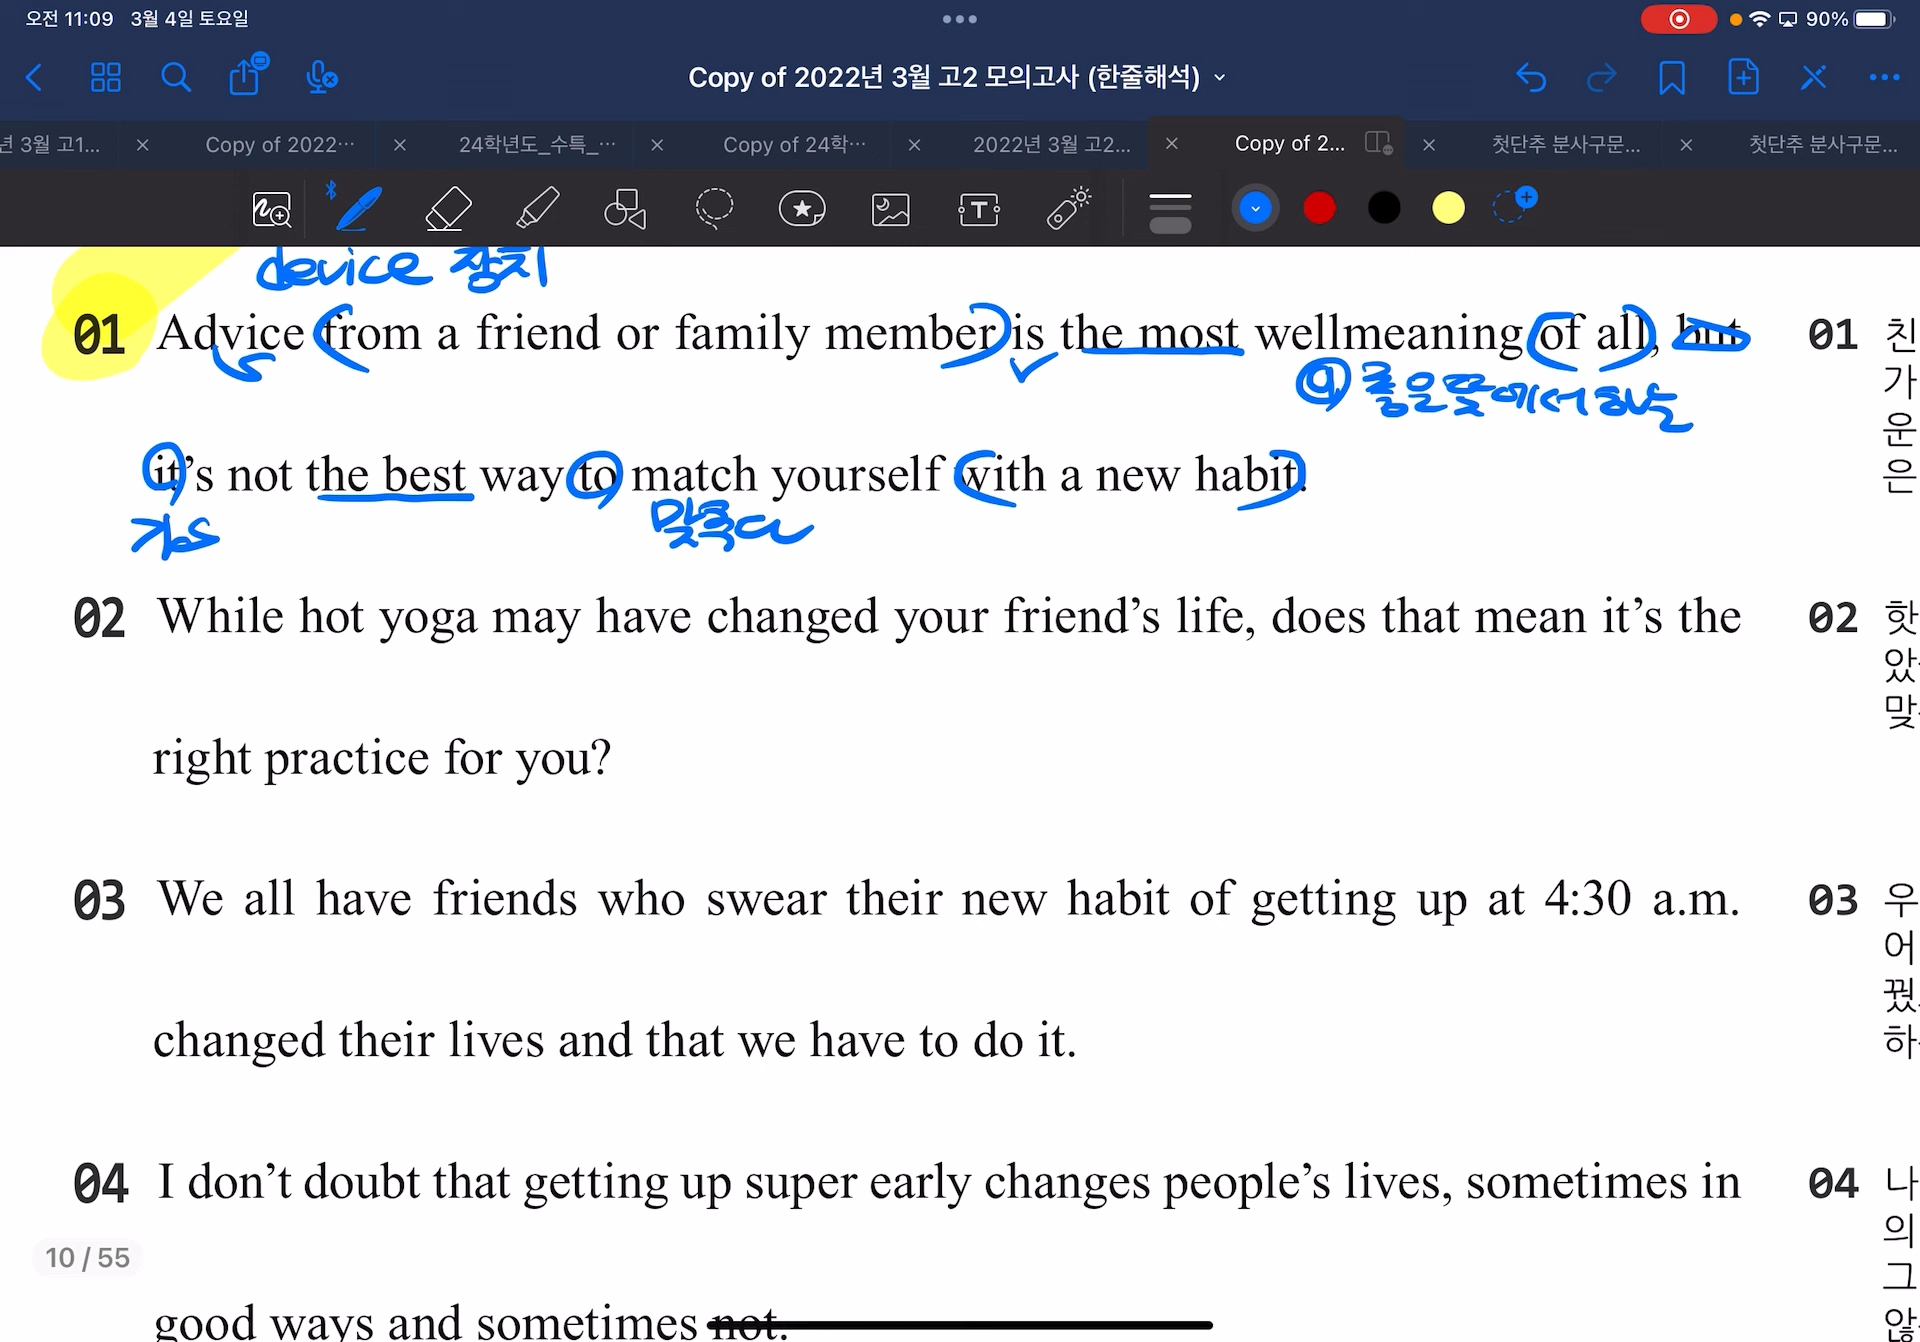 오전 11:09 3월 4일 토요일
90%
Copy of 2022년 3월 고2 모의고사 (한줄해석)
년 3월 고1... Copy of 2022... 24학년도_수특_... Copy of 24학... 2022년 3월 고2... Copy of 2... 첫단추 분사구문... 첫단추 분사구문...
device 장치
01 Advice from a friend or family member is the most wellmeaning of all, but
좋은 뜻에서 하는
it’s not the best way to match yourself with a new habit.
맞추다
02 While hot yoga may have changed your friend’s life, does that mean it’s the
right practice for you?
03 We all have friends who swear their new habit of getting up at 4:30 a.m.
changed their lives and that we have to do it.
04 I don’t doubt that getting up super early changes people’s lives, sometimes in
good ways and sometimes not.
10 / 55
01 친
가
운
은
02 핫
았
맞
03 우
어
꿨
하
04 나
의
그
않